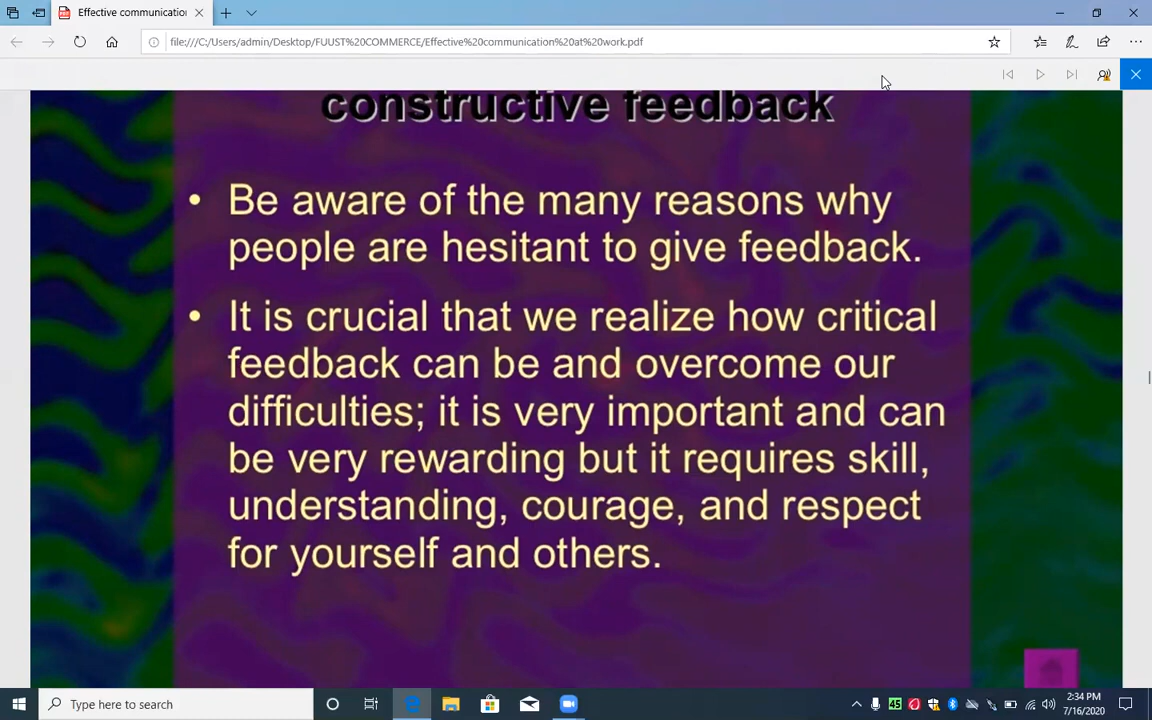 Effective communication
file:///C:/Users/admin/Desktop/FUUST%20COMMERCE/Effective%20communication%20at%20work.pdf
constructive feedback
• Be aware of the many reasons why
people are hesitant to give feedback.
• It is crucial that we realize how critical
feedback can be and overcome our
difficulties; it is very important and can
be very rewarding but it requires skill,
understanding, courage, and respect
for yourself and others.
Type here to search
45
2:34 PM
7/16/2020